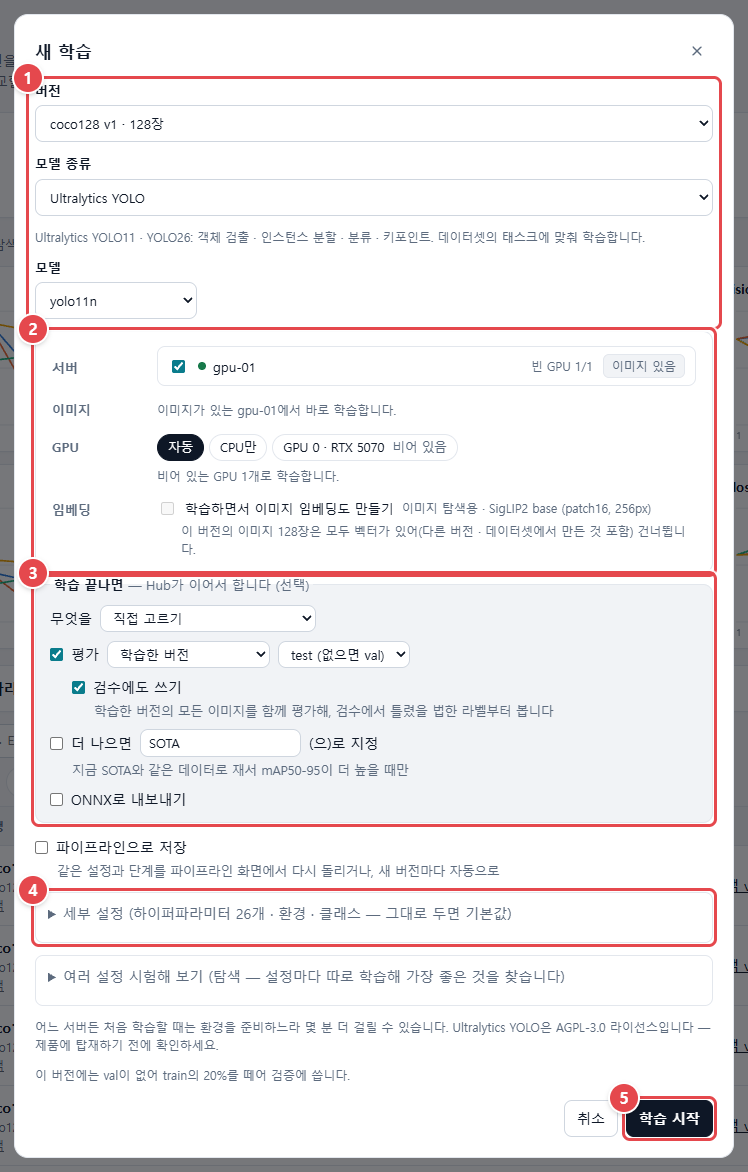 새 학습
×
1
버전
coco128 v1 · 128장
모델 종류
Ultralytics YOLO
Ultralytics YOLO11 · YOLO26: 객체 검출 · 인스턴스 분할 · 분류 · 키포인트. 데이터셋의 태스크에 맞춰 학습합니다.
모델
yolo11n
2
서버 gpu-01 빈 GPU 1/1 이미지 있음
이미지 이미지가 있는 gpu-01에서 바로 학습합니다.
GPU 자동 CPU만 GPU 0 · RTX 5070 비어 있음
비어 있는 GPU 1개로 학습합니다.
임베딩 학습하면서 이미지 임베딩도 만들기 이미지 탐색용 · SigLIP2 base (patch16, 256px)
이 버전의 이미지 128장은 모두 벡터가 있어(다른 버전 · 데이터셋에서 만든 것 포함) 건너뜁니
다.
3
학습 끝나면 — Hub가 이어서 합니다 (선택)
무엇을 직접 고르기
평가 학습한 버전 test (없으면 val)
검수에도 쓰기
학습한 버전의 모든 이미지를 함께 평가해, 검수에서 틀렸을 법한 라벨부터 봅니다
더 나으면 SOTA (으)로 지정
지금 SOTA와 같은 데이터로 재서 mAP50-95이 더 높을 때만
ONNX로 내보내기
파이프라인으로 저장
같은 설정과 단계를 파이프라인 화면에서 다시 돌리거나, 새 버전마다 자동으로
4
▶ 세부 설정 (하이퍼파라미터 26개 · 환경 · 클래스 — 그대로 두면 기본값)
▶ 여러 설정 시험해 보기 (탐색 — 설정마다 따로 학습해 가장 좋은 것을 찾습니다)
어느 서버든 처음 학습할 때는 환경을 준비하느라 몇 분 더 걸릴 수 있습니다. Ultralytics YOLO은 AGPL-3.0 라이선스입니다 —
제품에 탑재하기 전에 확인하세요.
이 버전에는 val이 없어 train의 20%를 떼어 검증에 씁니다.
5
취소 학습 시작